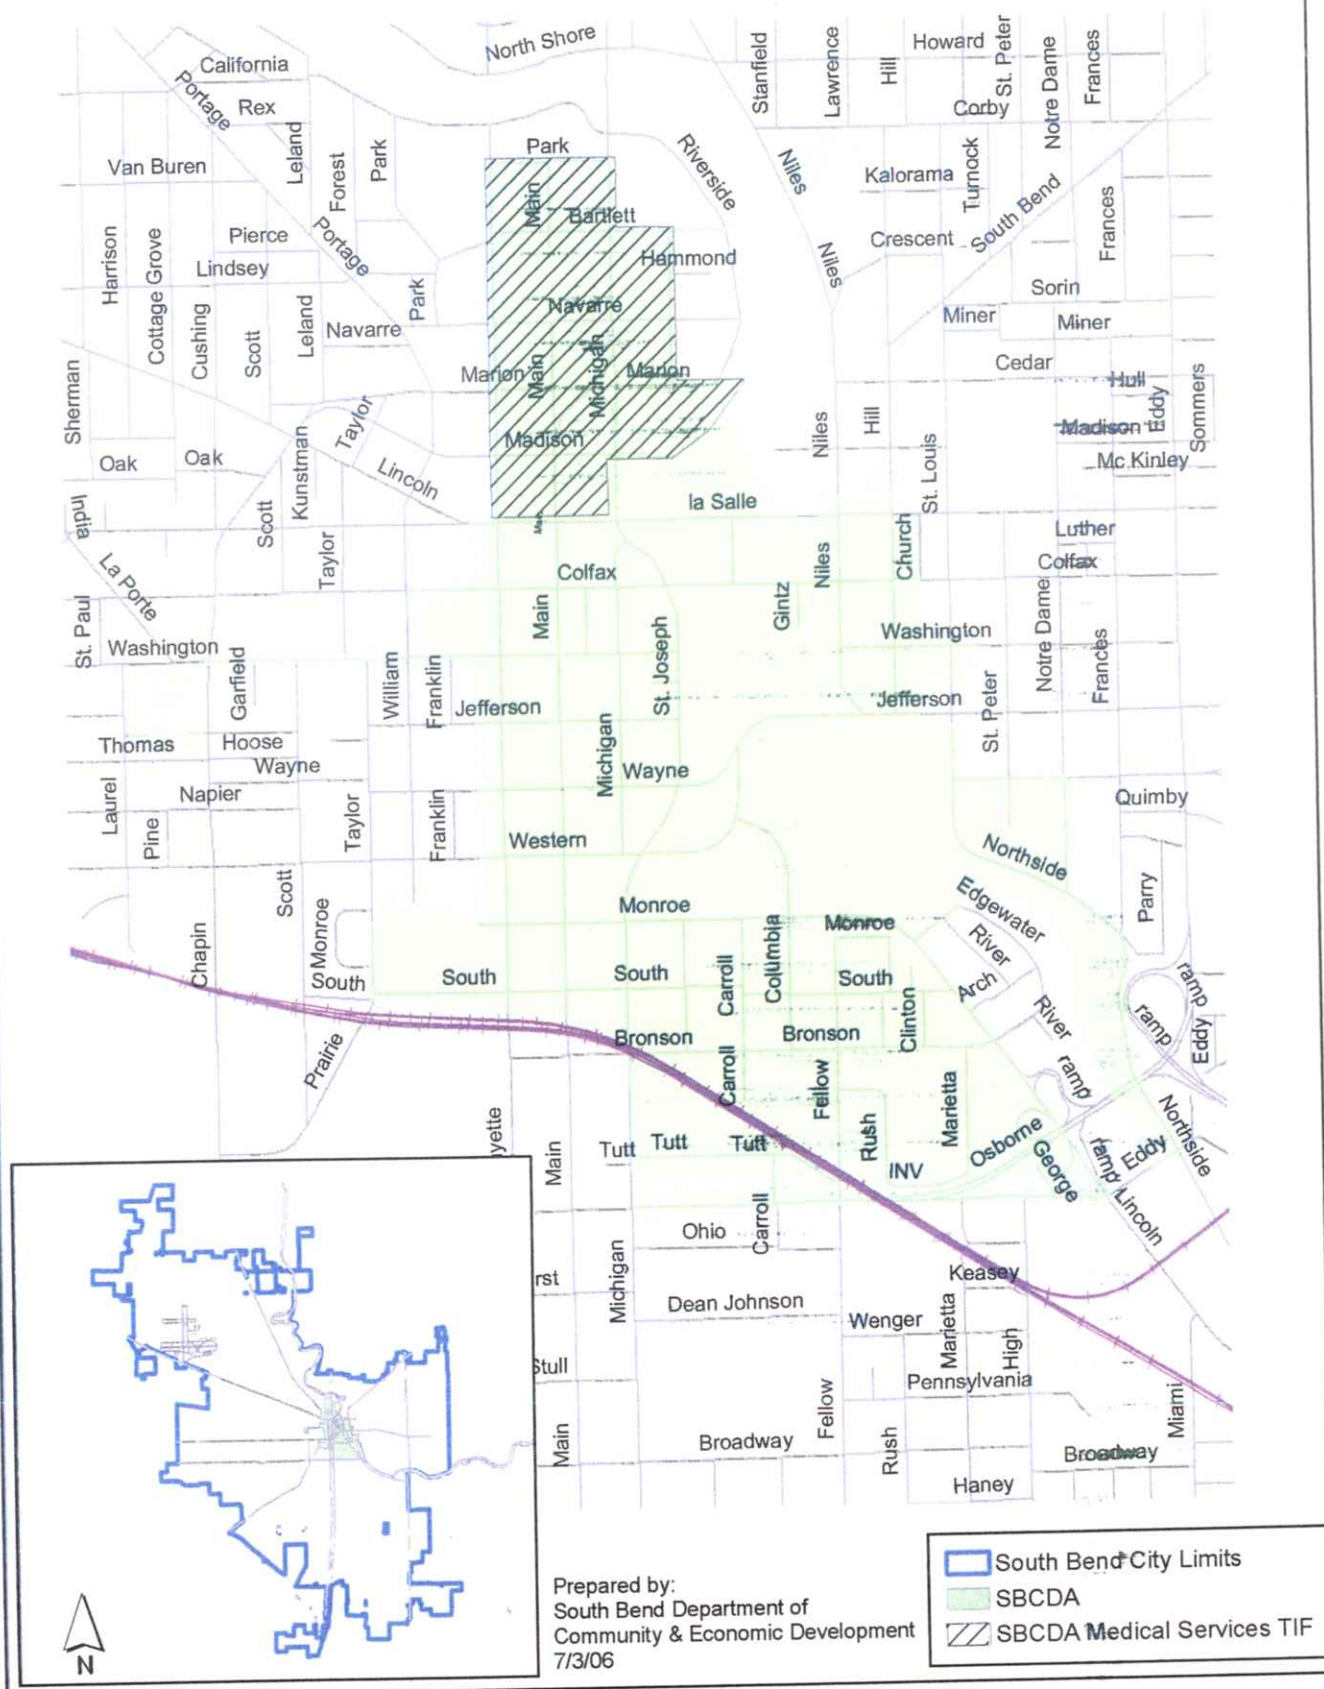 North Shore
Howard
California
Stanfield
Lawrence
Hill
St. Peter
Notre Dame
Frances
Portage
Rex
Corby
Leland
Park
Van Buren
Forest
Park
Riverside
Niles
Kalorama
Turnock
South Bend
Main
Bartlett
Harrison
Cottage Grove
Pierce
Portage
Lindsey
Hammond
Niles
Crescent
Frances
Cushing
Scott
Leland
Navarre
Park
Navarre
Sorin
Miner
Miner
Sherman
Taylor
Marion
Main
Michigan
Marion
Cedar
Hull
Eddy
Sommers
Madison
Niles
Hill
Madison
Oak
Oak
Kunstman
Lincoln
St. Louis
Mc Kinley
India
Scott
la Salle
Luther
La Porte
Taylor
Colfax
Niles
Church
Colfax
St. Paul
Main
Gintz
Washington
Garfield
William
Franklin
St. Joseph
Washington
Notre Dame
Frances
Jefferson
Jefferson
St. Peter
Thomas
Hoose
Wayne
Michigan
Wayne
Laurel
Napier
Quimby
Pine
Taylor
Franklin
Western
Northside
Scott
Monroe
Monroe
Monroe
Edgewater
Parry
Chapin
South
South
South
Carroll
Columbia
South
River
Arch
Clinton
River
ramp
ramp
Eddy
Prairie
Bronson
Bronson
Carroll
Fellow
Rush
Marietta
ramp
yette
Main
Tutt
Tutt
Tutt
INV
Osborne
George
ramp
Eddy
Northside
Lincoln
Ohio
Carroll
rst
Michigan
Keasey
Dean Johnson
Wenger
Marietta
High
Stull
Pennsylvania
Main
Broadway
Fellow
Rush
Broadway
Miami
Haney
N
Prepared by:
South Bend Department of
Community & Economic Development
7/3/06
South Bend City Limits
SBCDA
SBCDA Medical Services TIF